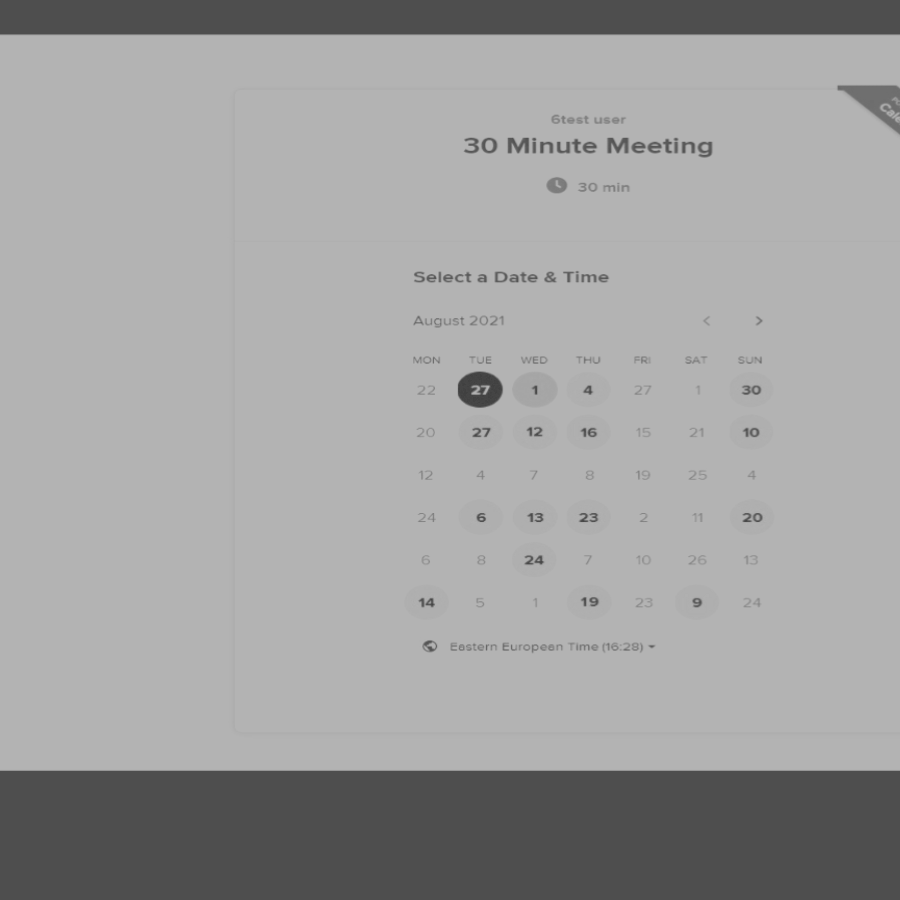 6test user
30 Minute Meeting
30 min
Select a Date & Time
August 2021
MON TUE WED THU FRI SAT SUN
22 27 1 4 27 1 30
20 27 12 16 15 21 10
12 4 7 8 19 25 4
24 6 13 23 2 11 20
6 8 24 7 10 26 13
14 5 1 19 23 9 24
Eastern European Time (16:28)